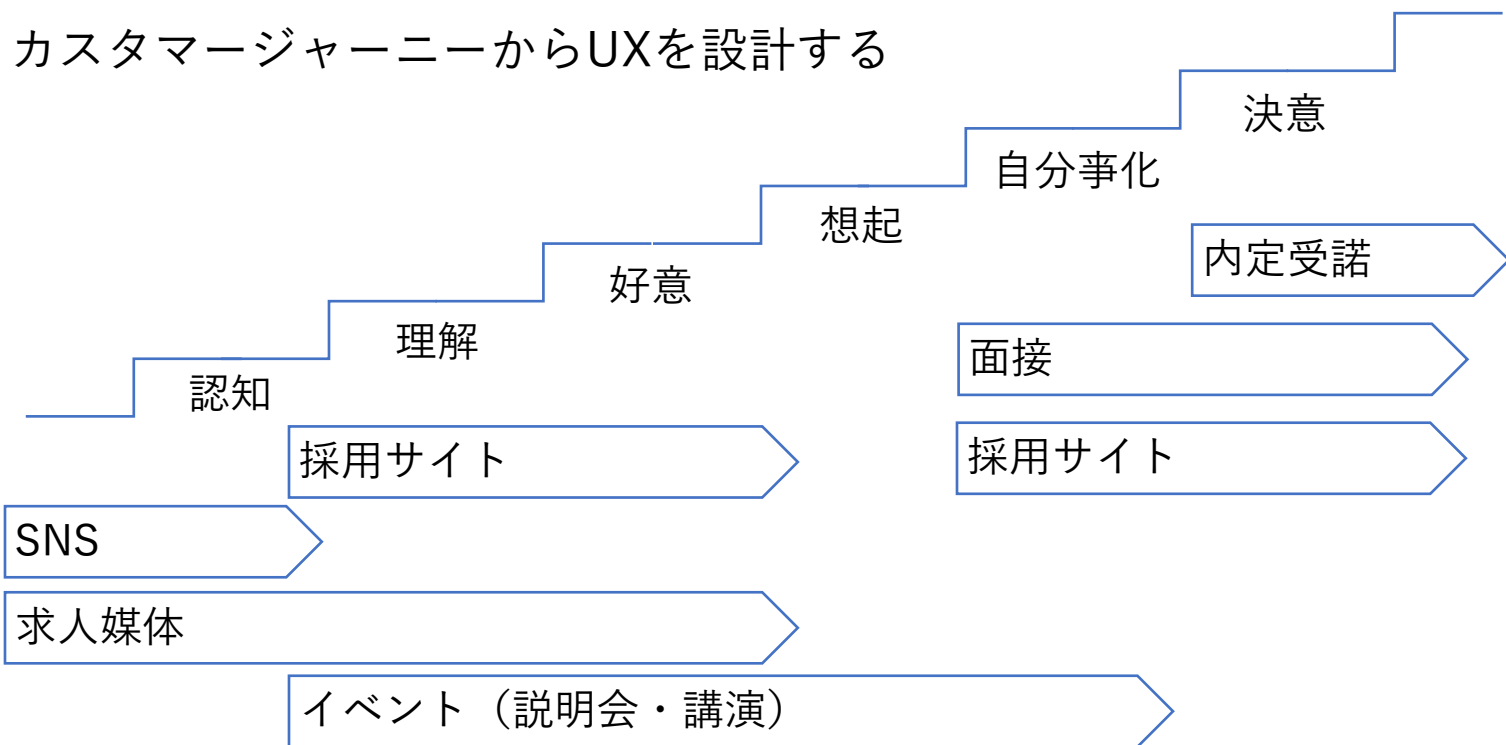 カスタマージャーニーからUXを設計する
決意
自分事化
想起
好意
理解
認知
内定受諾
面接
採用サイト
採用サイト
SNS
求人媒体
イベント（説明会・講演）